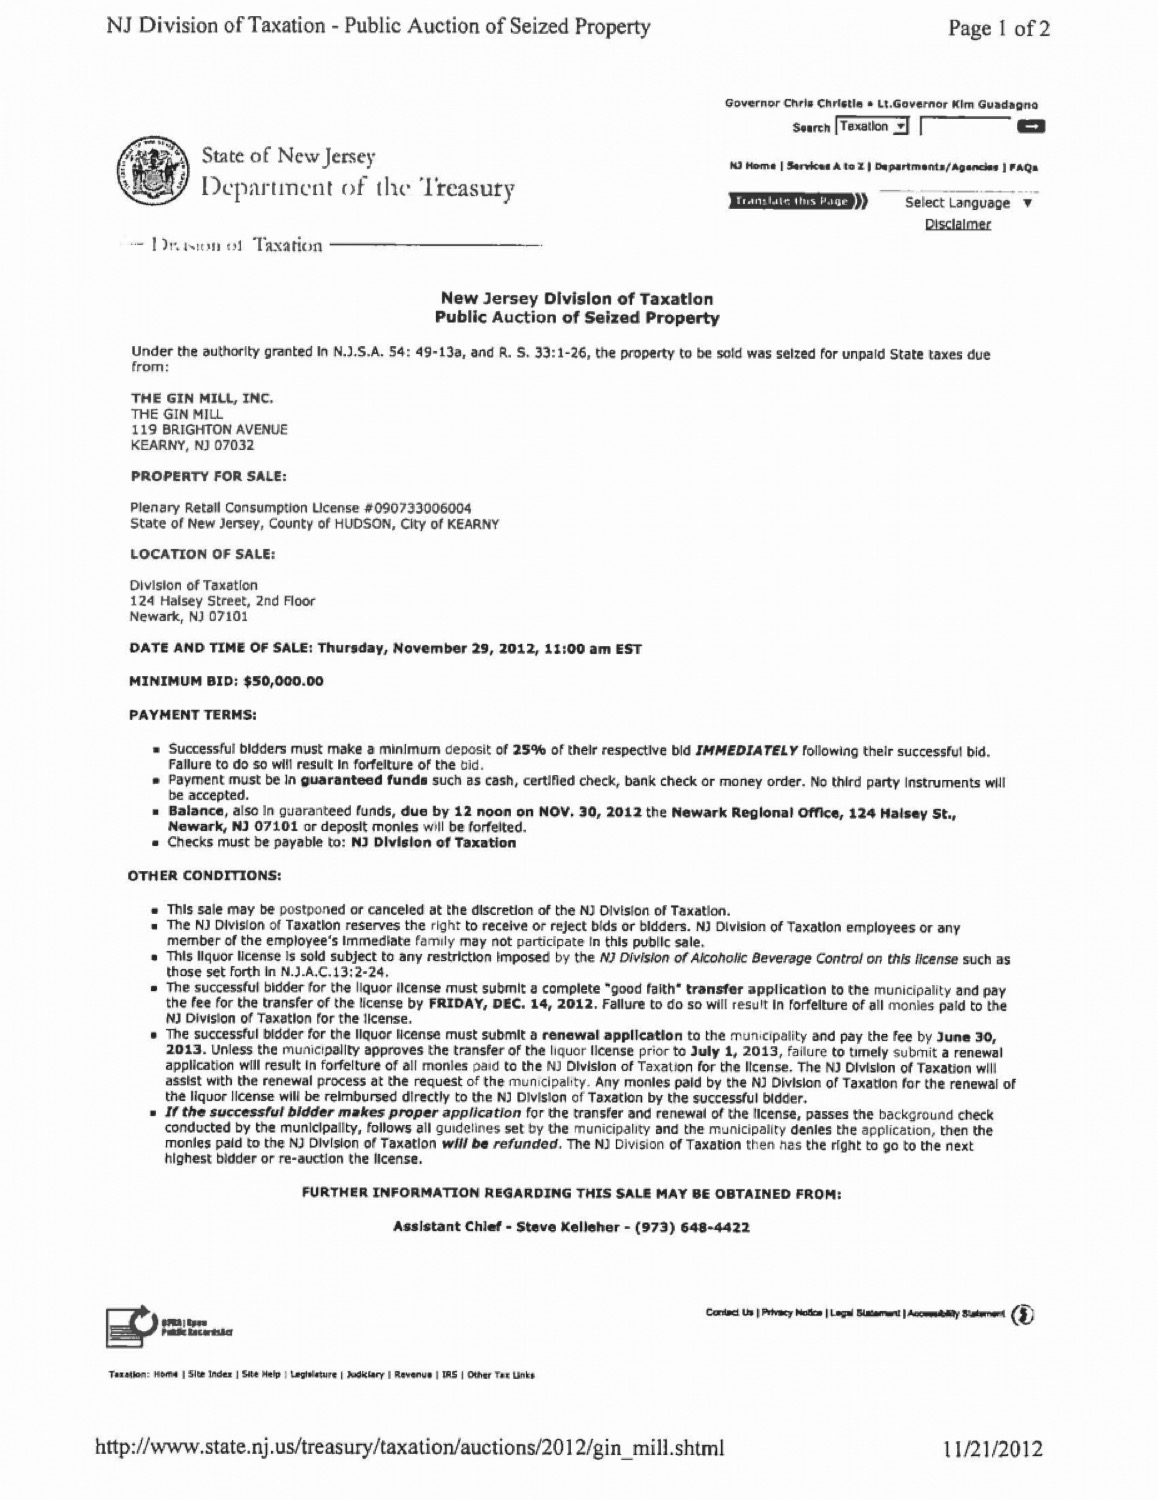 NJ Division of Taxation - Public Auction of Seized Property Page 1 of 2
Governor Chris Christie • Lt.Governor Kim Guadagno
Search Taxation
NJ Home | Services A to Z | Departments/Agencies | FAQs
Translate this Page Select Language ▼
Disclaimer
State of New Jersey
Department of the Treasury
Division of Taxation
New Jersey Division of Taxation
Public Auction of Seized Property
Under the authority granted in N.J.S.A. 54: 49-13a, and R. S. 33:1-26, the property to be sold was seized for unpaid State taxes due
from:
THE GIN MILL, INC.
THE GIN MILL
119 BRIGHTON AVENUE
KEARNY, NJ 07032
PROPERTY FOR SALE:
Plenary Retail Consumption License #090733006004
State of New Jersey, County of HUDSON, City of KEARNY
LOCATION OF SALE:
Division of Taxation
124 Halsey Street, 2nd Floor
Newark, NJ 07101
DATE AND TIME OF SALE: Thursday, November 29, 2012, 11:00 am EST
MINIMUM BID: $50,000.00
PAYMENT TERMS:
▪ Successful bidders must make a minimum deposit of 25% of their respective bid IMMEDIATELY following their successful bid.
Failure to do so will result in forfeiture of the bid.
▪ Payment must be in guaranteed funds such as cash, certified check, bank check or money order. No third party instruments will
be accepted.
▪ Balance, also in guaranteed funds, due by 12 noon on NOV. 30, 2012 the Newark Regional Office, 124 Halsey St.,
Newark, NJ 07101 or deposit monies will be forfeited.
▪ Checks must be payable to: NJ Division of Taxation
OTHER CONDITIONS:
▪ This sale may be postponed or canceled at the discretion of the NJ Division of Taxation.
▪ The NJ Division of Taxation reserves the right to receive or reject bids or bidders. NJ Division of Taxation employees or any
member of the employee's immediate family may not participate in this public sale.
▪ This liquor license is sold subject to any restriction imposed by the NJ Division of Alcoholic Beverage Control on this license such as
those set forth in N.J.A.C.13:2-24.
▪ The successful bidder for the liquor license must submit a complete "good faith" transfer application to the municipality and pay
the fee for the transfer of the license by FRIDAY, DEC. 14, 2012. Failure to do so will result in forfeiture of all monies paid to the
NJ Division of Taxation for the license.
▪ The successful bidder for the liquor license must submit a renewal application to the municipality and pay the fee by June 30,
2013. Unless the municipality approves the transfer of the liquor license prior to July 1, 2013, failure to timely submit a renewal
application will result in forfeiture of all monies paid to the NJ Division of Taxation for the license. The NJ Division of Taxation will
assist with the renewal process at the request of the municipality. Any monies paid by the NJ Division of Taxation for the renewal of
the liquor license will be reimbursed directly to the NJ Division of Taxation by the successful bidder.
▪ If the successful bidder makes proper application for the transfer and renewal of the license, passes the background check
conducted by the municipality, follows all guidelines set by the municipality and the municipality denies the application, then the
monies paid to the NJ Division of Taxation will be refunded. The NJ Division of Taxation then has the right to go to the next
highest bidder or re-auction the license.
FURTHER INFORMATION REGARDING THIS SALE MAY BE OBTAINED FROM:
Assistant Chief - Steve Kelleher - (973) 648-4422
Contact Us | Privacy Notice | Legal Statement | Accessibility Statement
OPRA | Open
Public Records Act
Taxation: Home | Site Index | Site Help | Legislature | Judiciary | Revenue | IRS | Other Tax Links
http://www.state.nj.us/treasury/taxation/auctions/2012/gin_mill.shtml 11/21/2012